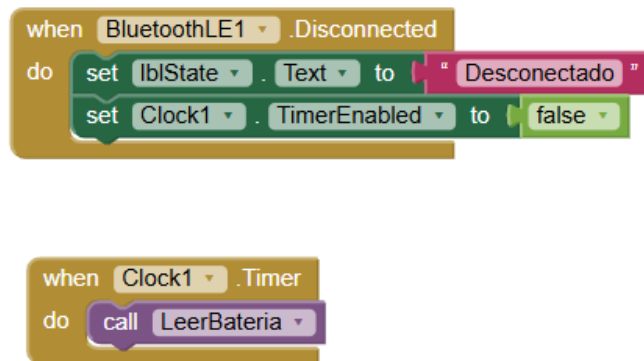 when BluetoothLE1 .Disconnected
do set lblState . Text to " Desconectado "
set Clock1 . TimerEnabled to false
when Clock1 .Timer
do call LeerBateria